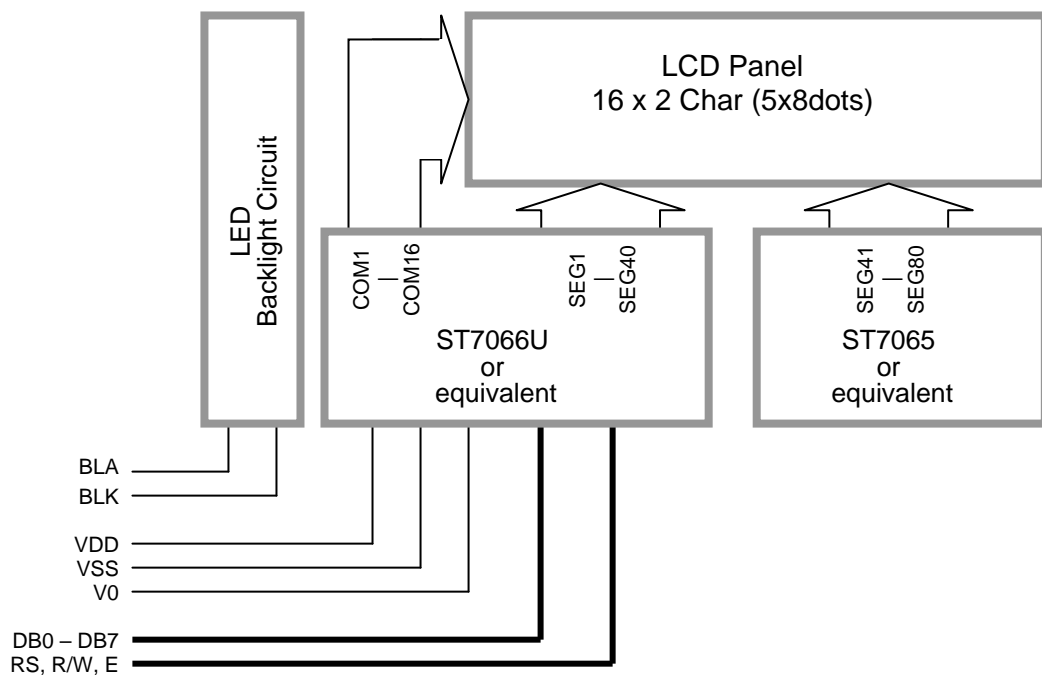 LCD Panel
16 x 2 Char (5x8dots)
LED
Backlight Circuit
COM1
—
COM16
SEG1
—
SEG40
ST7066U
or
equivalent
SEG41
—
SEG80
ST7065
or
equivalent
BLA
BLK
VDD
VSS
V0
DB0 – DB7
RS, R/W, E